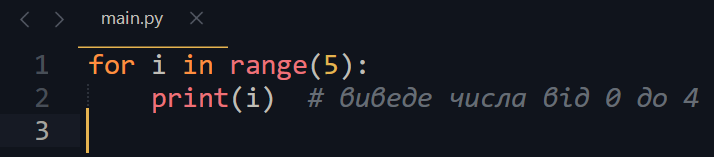 main.py
1 for i in range(5):
2     print(i)  # виведе числа від 0 до 4
3